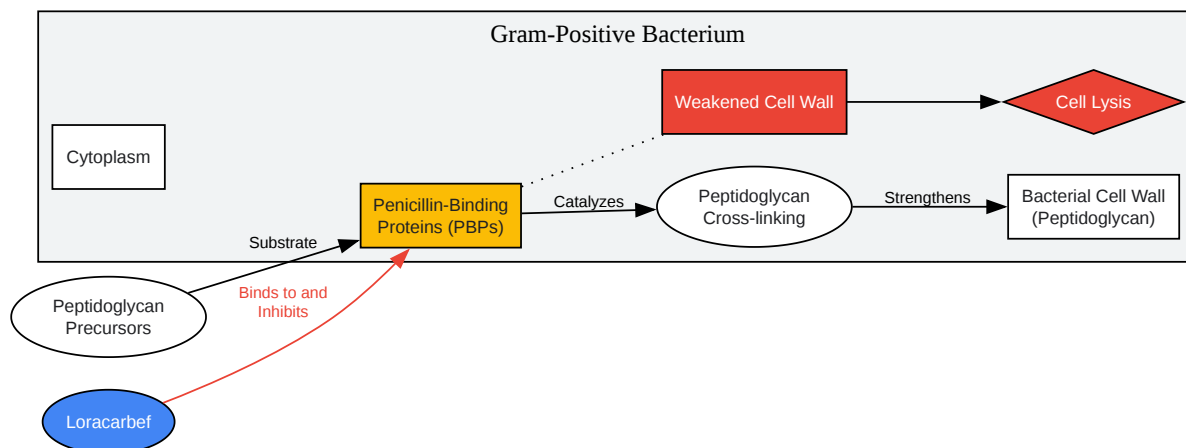 Gram-Positive Bacterium
Weakened Cell Wall
Cell Lysis
Cytoplasm
Penicillin-Binding
Proteins (PBPs)
Catalyzes
Peptidoglycan
Cross-linking
Strengthens
Bacterial Cell Wall
(Peptidoglycan)
Substrate
Peptidoglycan
Precursors
Binds to and
Inhibits
Loracarbef